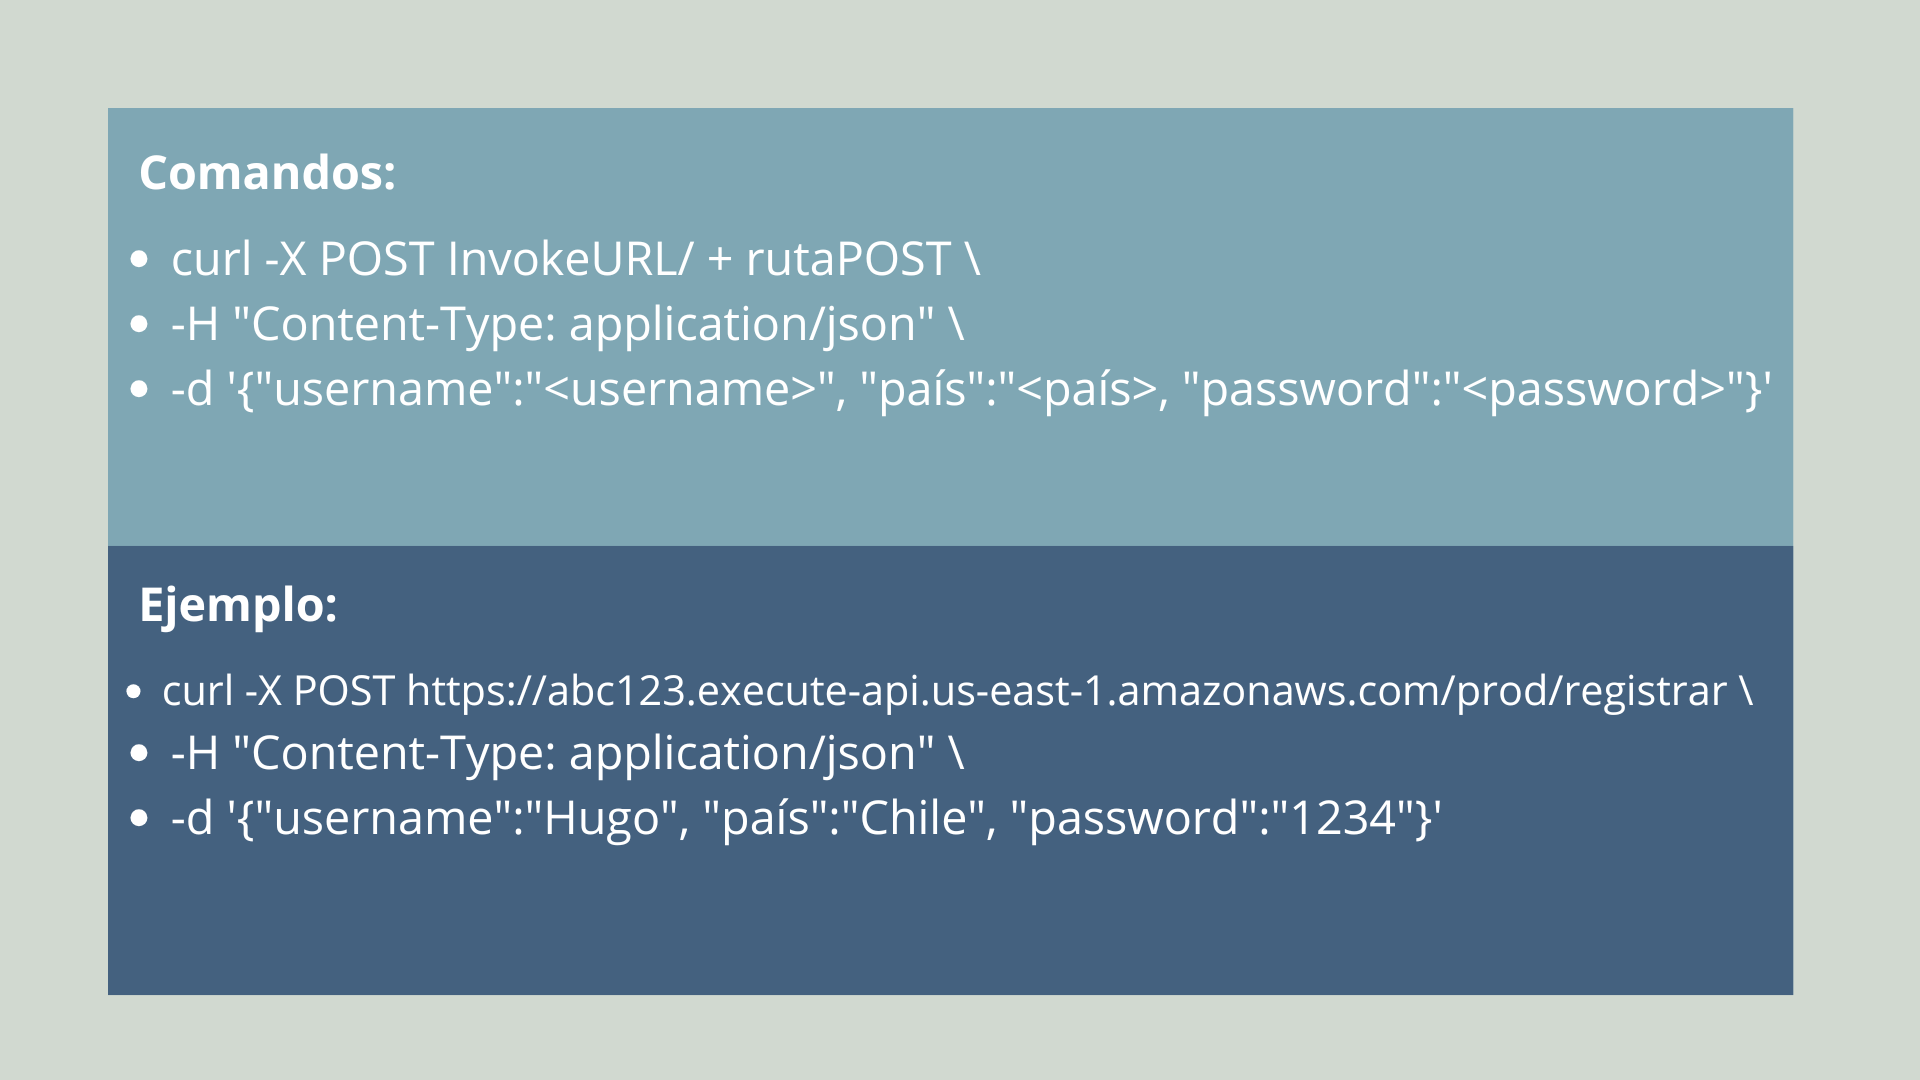 Comandos:
• curl -X POST InvokeURL/ + rutaPOST \
• -H "Content-Type: application/json" \
• -d '{"username":"<username>", "país":"<país>, "password":"<password>"}'
Ejemplo:
• curl -X POST https://abc123.execute-api.us-east-1.amazonaws.com/prod/registrar \
• -H "Content-Type: application/json" \
• -d '{"username":"Hugo", "país":"Chile", "password":"1234"}'